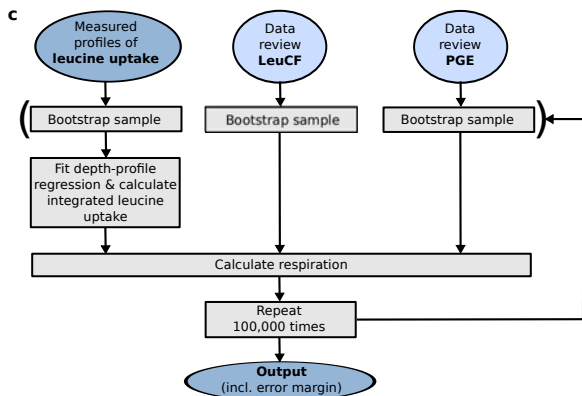 c
Measured
profiles of
leucine uptake
Data
review
LeuCF
Data
review
PGE
( Bootstrap sample
Bootstrap sample
Bootstrap sample )
Fit depth-profile
regression & calculate
integrated leucine
uptake
Calculate respiration
Repeat
100,000 times
Output
(incl. error margin)